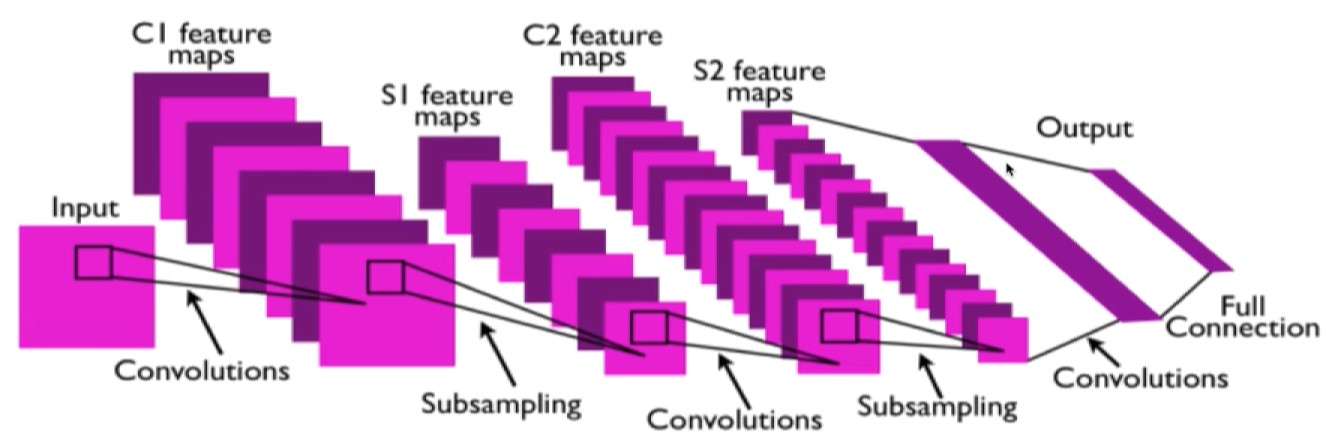 C1 feature
maps
S1 feature
maps
C2 feature
maps
S2 feature
maps
Output
Input
Convolutions
Subsampling
Convolutions
Subsampling
Convolutions
Full
Connection